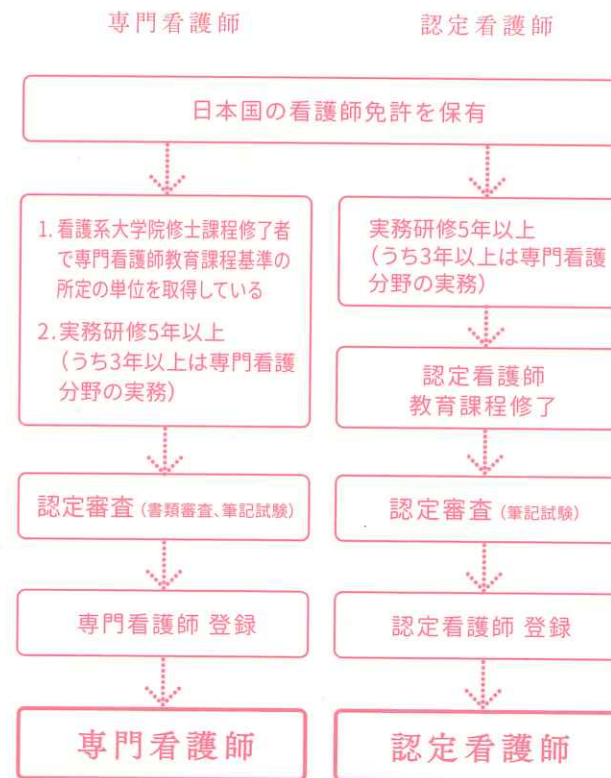 専門看護師
認定看護師
日本国の看護師免許を保有
1. 看護系大学院修士課程修了者
で専門看護師教育課程基準の
所定の単位を取得している
2. 実務研修5年以上
（うち3年以上は専門看護
分野の実務）
認定審査（書類審査、筆記試験）
専門看護師 登録
専門看護師
実務研修5年以上
（うち3年以上は専門看護
分野の実務）
認定看護師
教育課程修了
認定審査（筆記試験）
認定看護師 登録
認定看護師